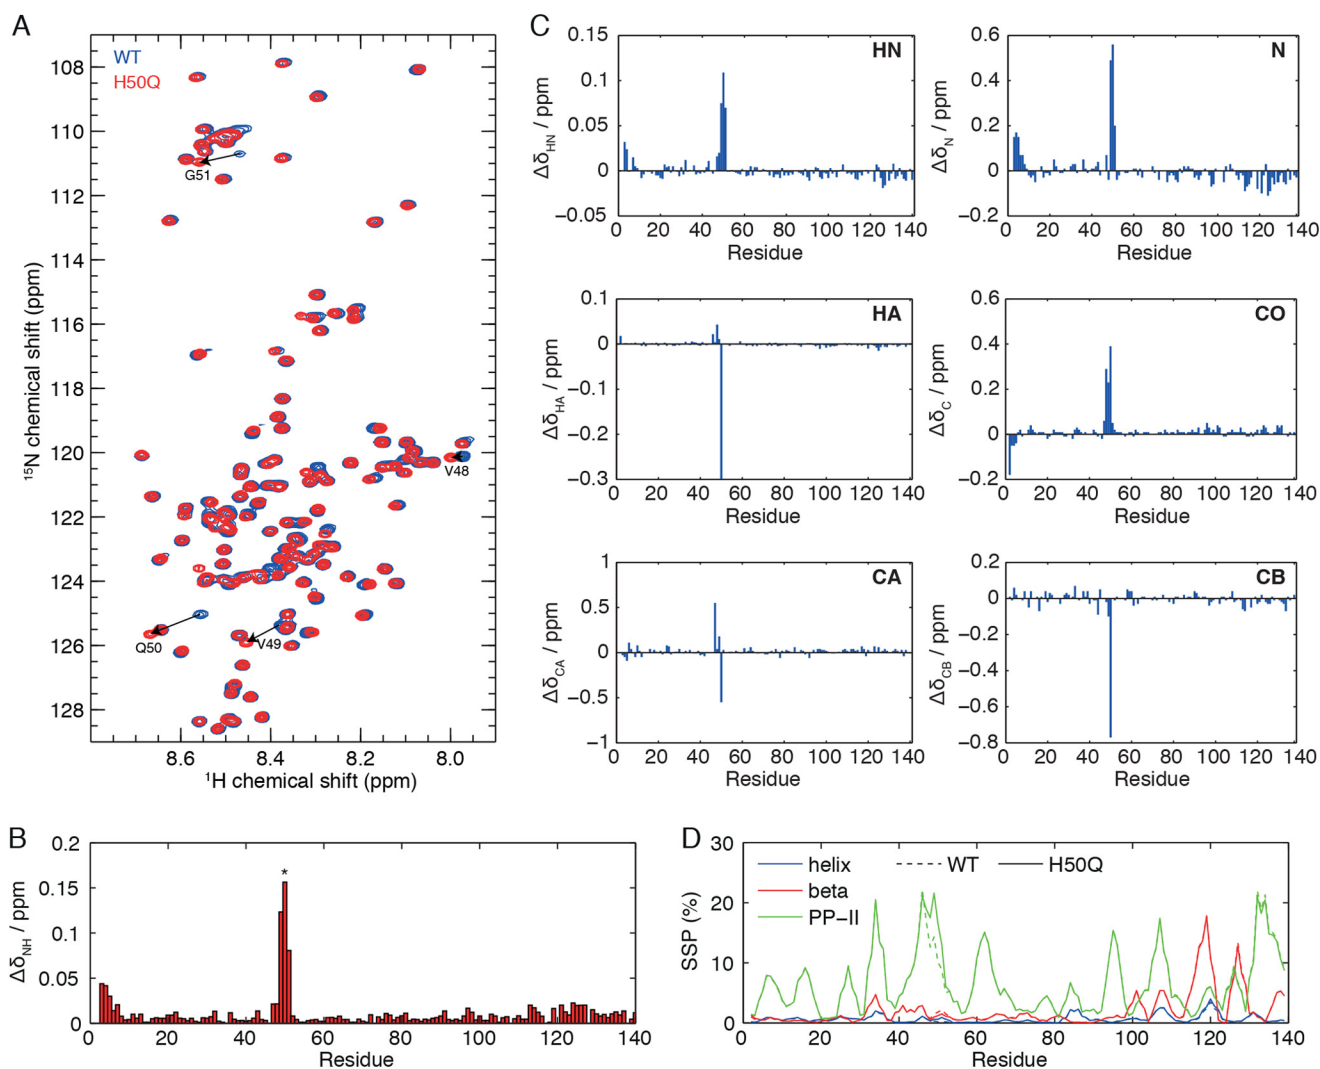 A
WT
H50Q
108
110
112
114
116
118
120
122
124
126
128
G51
V48
Q50
V49
8.6
8.4
8.2
8.0
¹⁵N chemical shift (ppm)
¹H chemical shift (ppm)
C
HN
0.15
0.1
0.05
0
−0.05
0 20 40 60 80 100 120 140
ΔδHN / ppm
Residue
N
0.6
0.4
0.2
0
−0.2
0 20 40 60 80 100 120 140
ΔδN / ppm
Residue
HA
0.1
0
−0.1
−0.2
−0.3
0 20 40 60 80 100 120 140
ΔδHA / ppm
Residue
CO
0.6
0.4
0.2
0
−0.2
0 20 40 60 80 100 120 140
ΔδC / ppm
Residue
CA
1
0.5
0
−0.5
−1
0 20 40 60 80 100 120 140
ΔδCA / ppm
Residue
CB
0.2
0
−0.2
−0.4
−0.6
−0.8
0 20 40 60 80 100 120 140
ΔδCB / ppm
Residue
B
0.2
0.15
0.1
0.05
0
*
0 20 40 60 80 100 120 140
ΔδNH / ppm
Residue
D
30
20
10
0
helix
beta
PP−II
WT
H50Q
0 20 40 60 80 100 120 140
SSP (%)
Residue